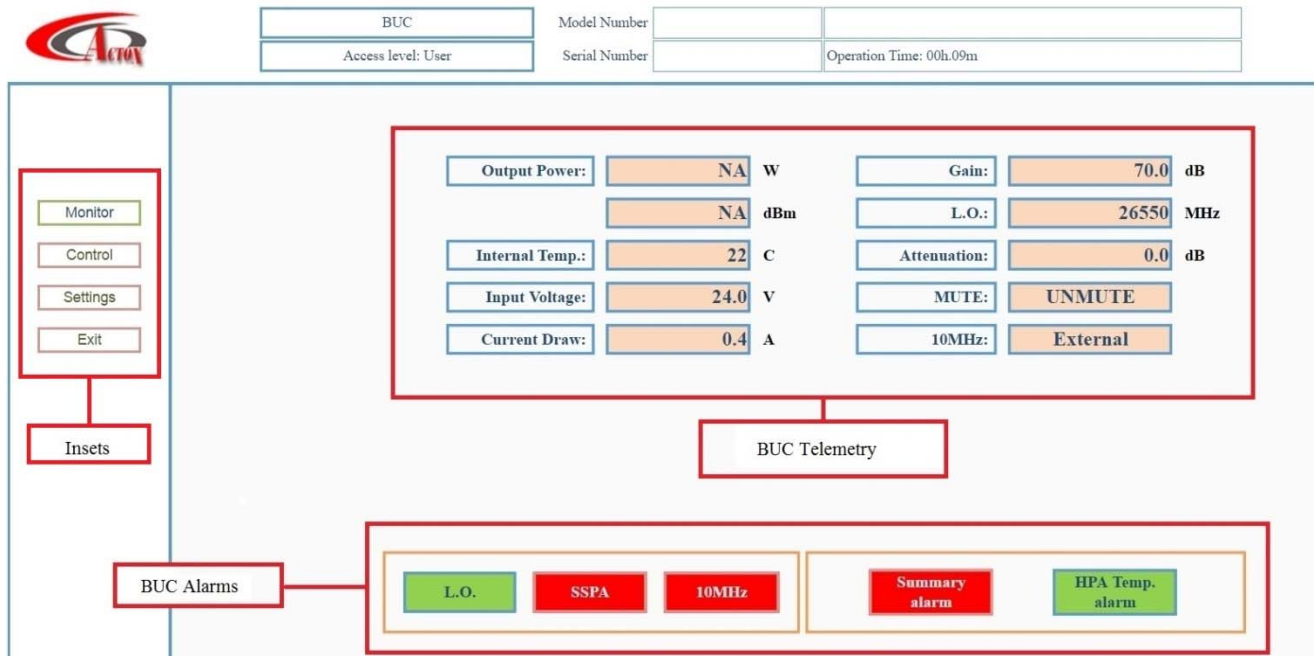 ACTOX
BUC
Model Number
Access level: User
Serial Number
Operation Time: 00h.09m
Monitor
Control
Settings
Exit
Insets
Output Power: NA W
NA dBm
Internal Temp.: 22 C
Input Voltage: 24.0 V
Current Draw: 0.4 A
Gain: 70.0 dB
L.O.: 26550 MHz
Attenuation: 0.0 dB
MUTE: UNMUTE
10MHz: External
BUC Telemetry
BUC Alarms
L.O.
SSPA
10MHz
Summary
alarm
HPA Temp.
alarm